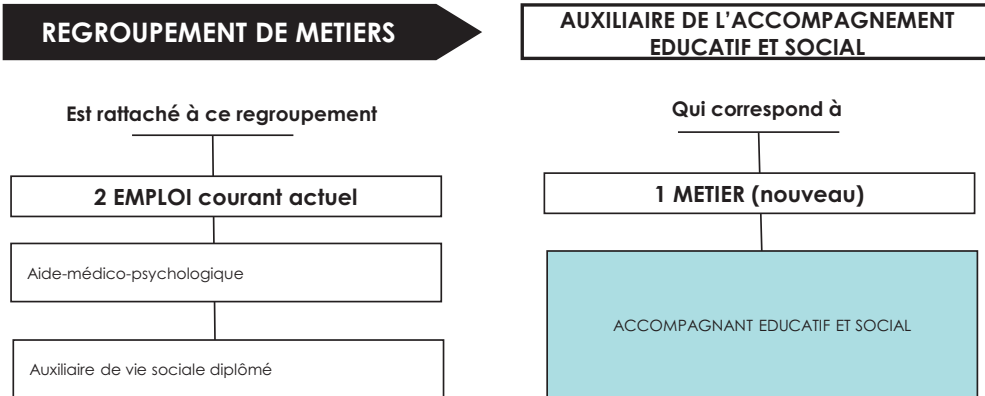 REGROUPEMENT DE METIERS
AUXILIAIRE DE L’ACCOMPAGNEMENT
EDUCATIF ET SOCIAL
Est rattaché à ce regroupement
2 EMPLOI courant actuel
Aide-médico-psychologique
Auxiliaire de vie sociale diplômé
Qui correspond à
1 METIER (nouveau)
ACCOMPAGNANT EDUCATIF ET SOCIAL